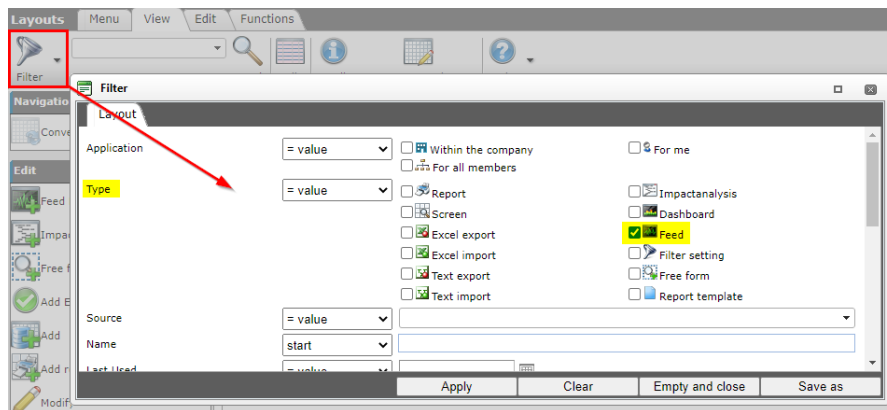 Layouts Menu View Edit Functions
Filter
Filter
Navigatio
Layout
Conve
Application = value Within the company For me
For all members
Edit
Type = value Report Impactanalysis
Feed
Screen Dashboard
Impa
Excel export Feed
Excel import Filter setting
Free f
Text export Free form
Add E
Text import Report template
Source = value
Add
Name start
Add r
Last Used = value
Apply Clear Empty and close Save as
Modif